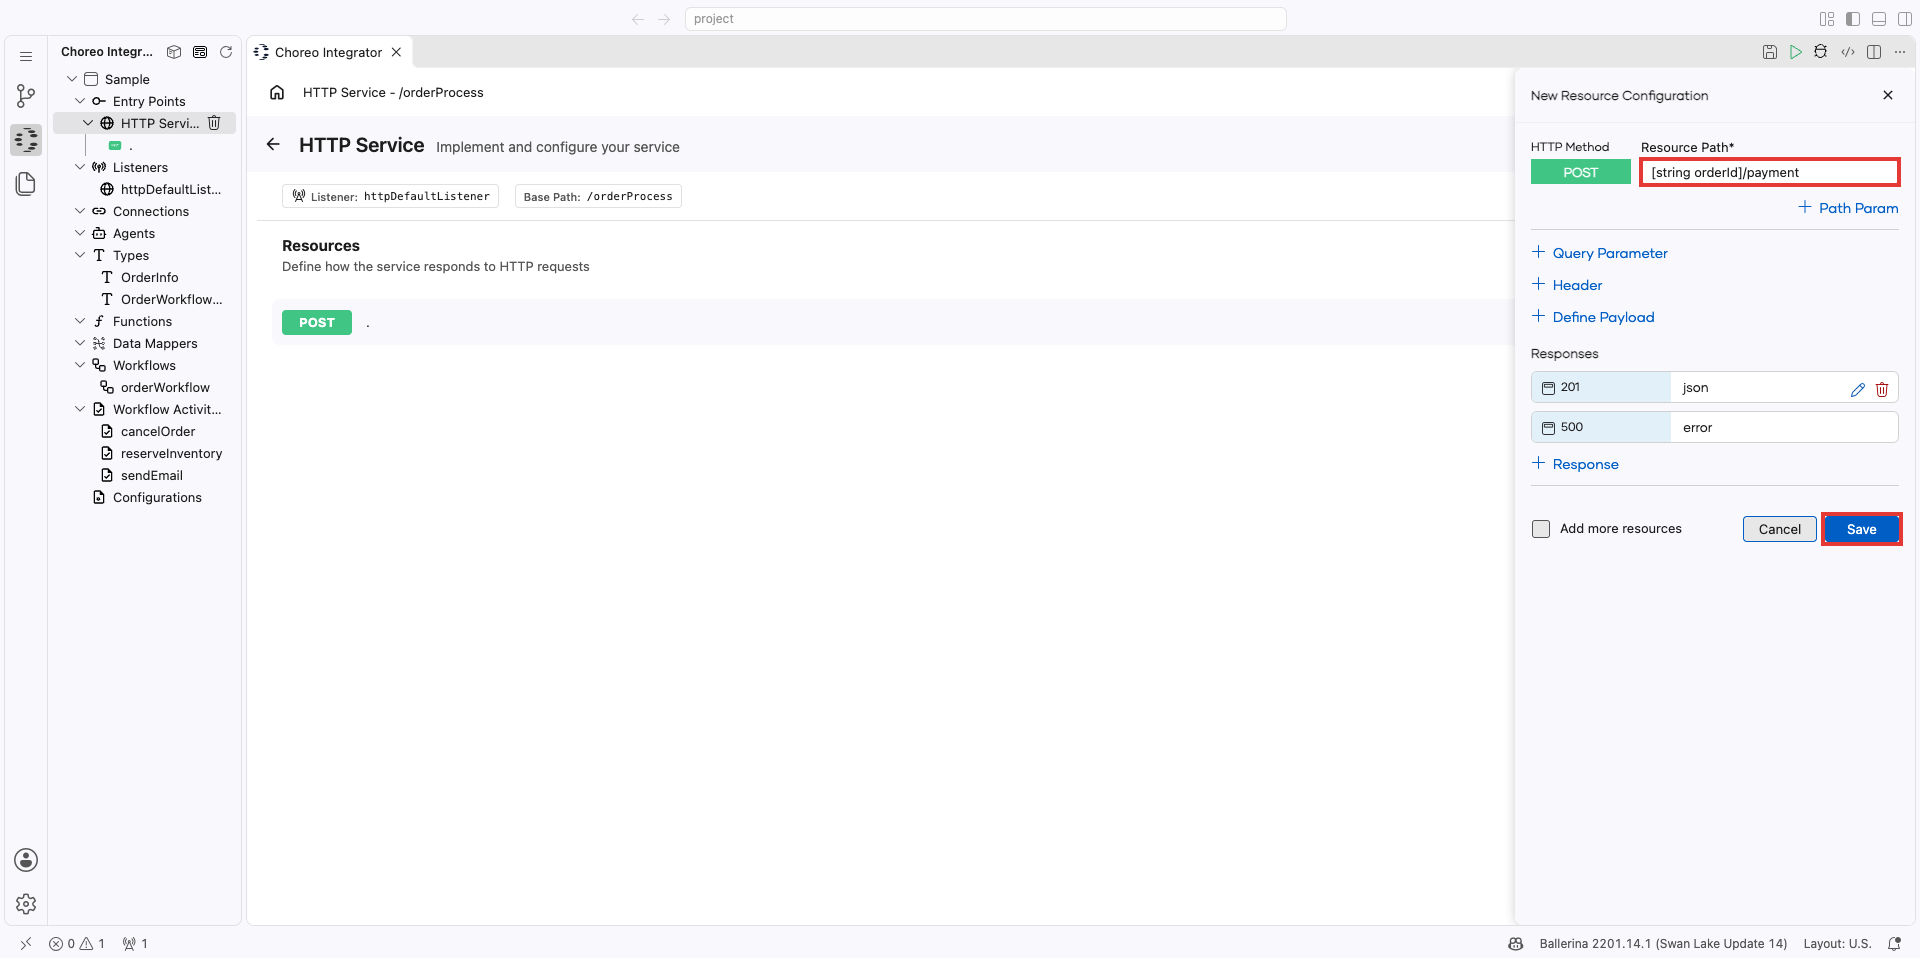 project
Choreo Integr...
Sample
Entry Points
HTTP Servi...
.
Listeners
httpDefaultList...
Connections
Agents
Types
OrderInfo
OrderWorkflow...
Functions
Data Mappers
Workflows
orderWorkflow
Workflow Activit...
cancelOrder
reserveInventory
sendEmail
Configurations
Choreo Integrator
HTTP Service - /orderProcess
HTTP Service Implement and configure your service
Listener: httpDefaultListener Base Path: /orderProcess
Resources
Define how the service responds to HTTP requests
POST .
New Resource Configuration
HTTP Method Resource Path*
POST [string orderId]/payment
Path Param
Query Parameter
Header
Define Payload
Responses
201 json
500 error
Response
Add more resources Cancel Save
0 1 1
Ballerina 2201.14.1 (Swan Lake Update 14) Layout: U.S.